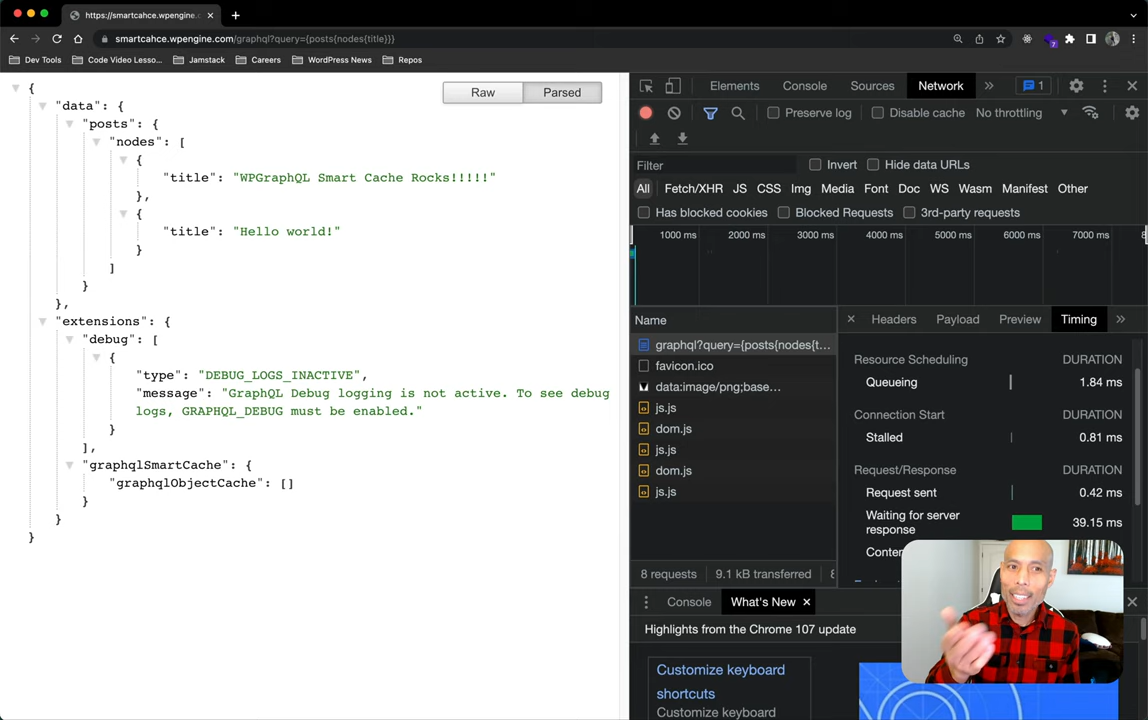 https://smartcahce.wpengine.c
smartcahce.wpengine.com/graphql?query={posts{nodes{title}}}
7
Dev Tools
Code Video Lesso...
Jamstack
Careers
WordPress News
Repos
Raw
Parsed
{
"data": {
"posts": {
"nodes": [
{
"title": "WPGraphQL Smart Cache Rocks!!!!!"
},
{
"title": "Hello world!"
}
]
}
},
"extensions": {
"debug": [
{
"type": "DEBUG_LOGS_INACTIVE",
"message": "GraphQL Debug logging is not active. To see debug
logs, GRAPHQL_DEBUG must be enabled."
}
],
"graphqlSmartCache": {
"graphqlObjectCache": []
}
}
}
Elements
Console
Sources
Network
1
Preserve log
Disable cache
No throttling
Filter
Invert
Hide data URLs
All
Fetch/XHR
JS
CSS
Img
Media
Font
Doc
WS
Wasm
Manifest
Other
Has blocked cookies
Blocked Requests
3rd-party requests
1000 ms
2000 ms
3000 ms
4000 ms
5000 ms
6000 ms
7000 ms
8
Name
graphql?query={posts{nodes{t...
favicon.ico
data:image/png;base...
js.js
dom.js
js.js
dom.js
js.js
Headers
Payload
Preview
Timing
Resource Scheduling
DURATION
Queueing
1.84 ms
Connection Start
DURATION
Stalled
0.81 ms
Request/Response
DURATION
Request sent
0.42 ms
Waiting for server
response
39.15 ms
Conten
8 requests
9.1 kB transferred
8
Console
What's New
Highlights from the Chrome 107 update
Customize keyboard
shortcuts
Customize keyboard